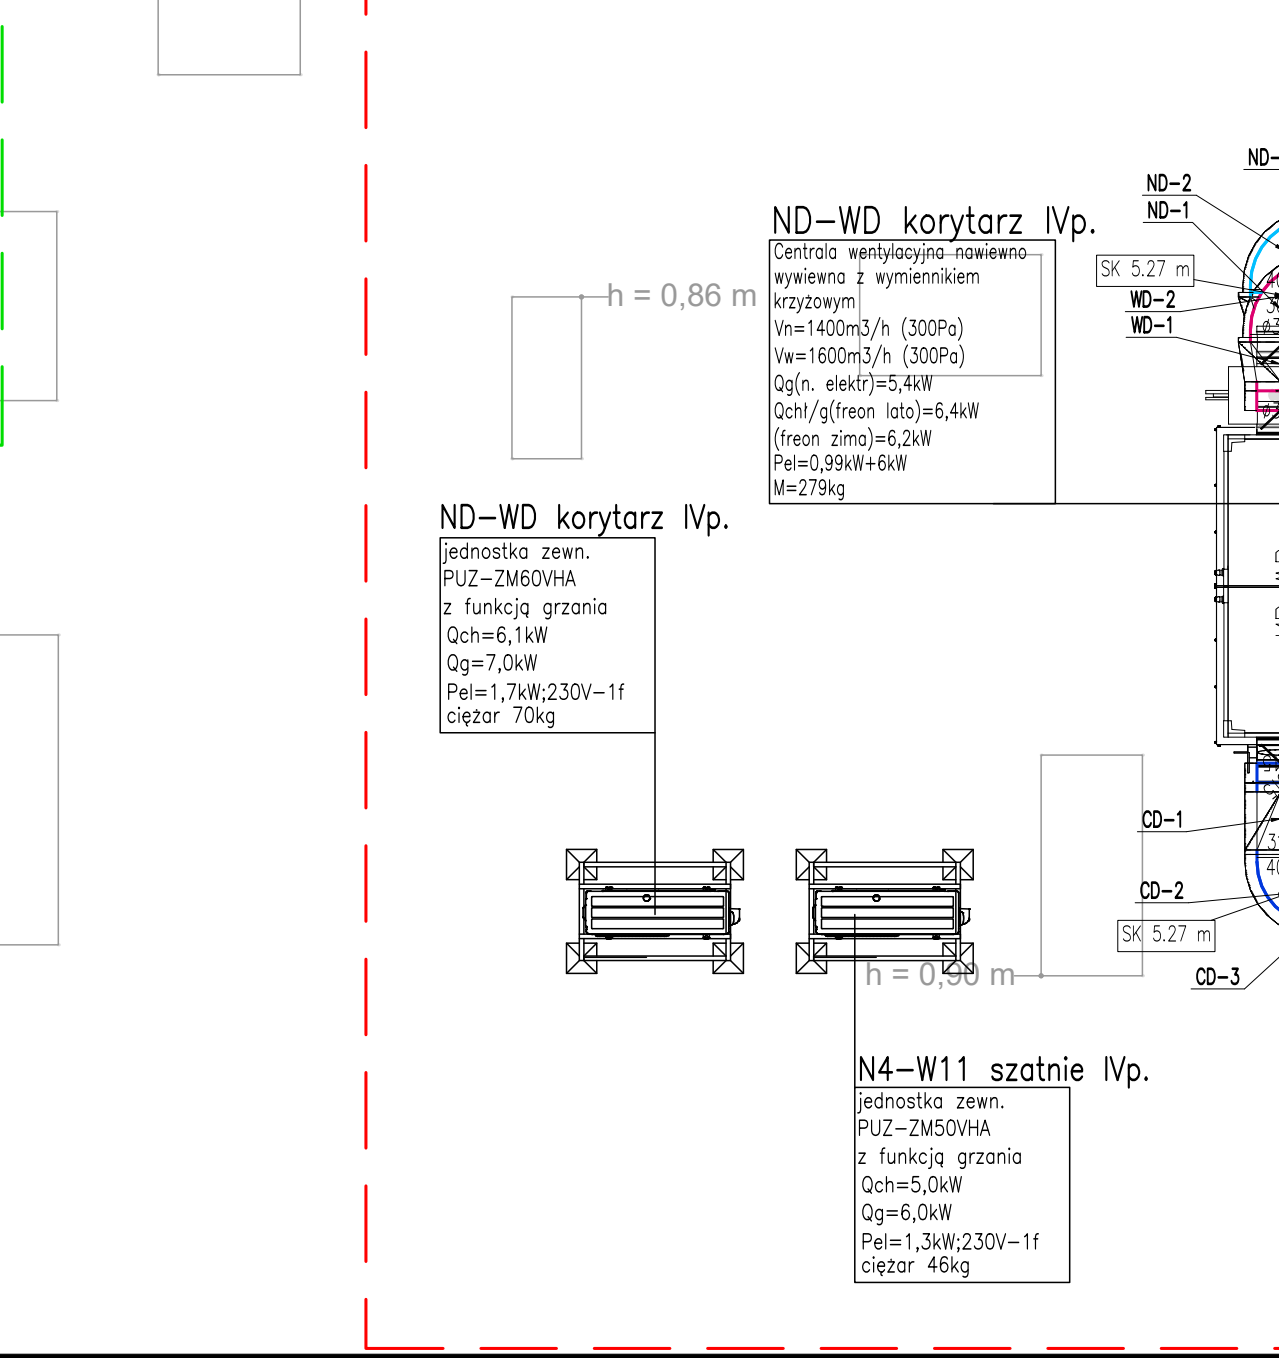 ND-
ND-2
ND-1
SK 5.27 m
WD-2
WD-1
ND-WD korytarz IVp.
Centrala wentylacyjna nawiewno
wywiewna z wymiennikiem
krzyżowym
Vn=1400m3/h (300Pa)
Vw=1600m3/h (300Pa)
Qg(n. elektr)=5,4kW
Qchł/g(freon lato)=6,4kW
(freon zima)=6,2kW
Pel=0,99kW+6kW
M=279kg
h = 0,86 m
ND-WD korytarz IVp.
jednostka zewn.
PUZ-ZM60VHA
z funkcją grzania
Qch=6,1kW
Qg=7,0kW
Pel=1,7kW;230V-1f
ciężar 70kg
CD-1
CD-2
SK 5.27 m
CD-3
h = 0,90 m
N4-W11 szatnie IVp.
jednostka zewn.
PUZ-ZM50VHA
z funkcją grzania
Qch=5,0kW
Qg=6,0kW
Pel=1,3kW;230V-1f
ciężar 46kg